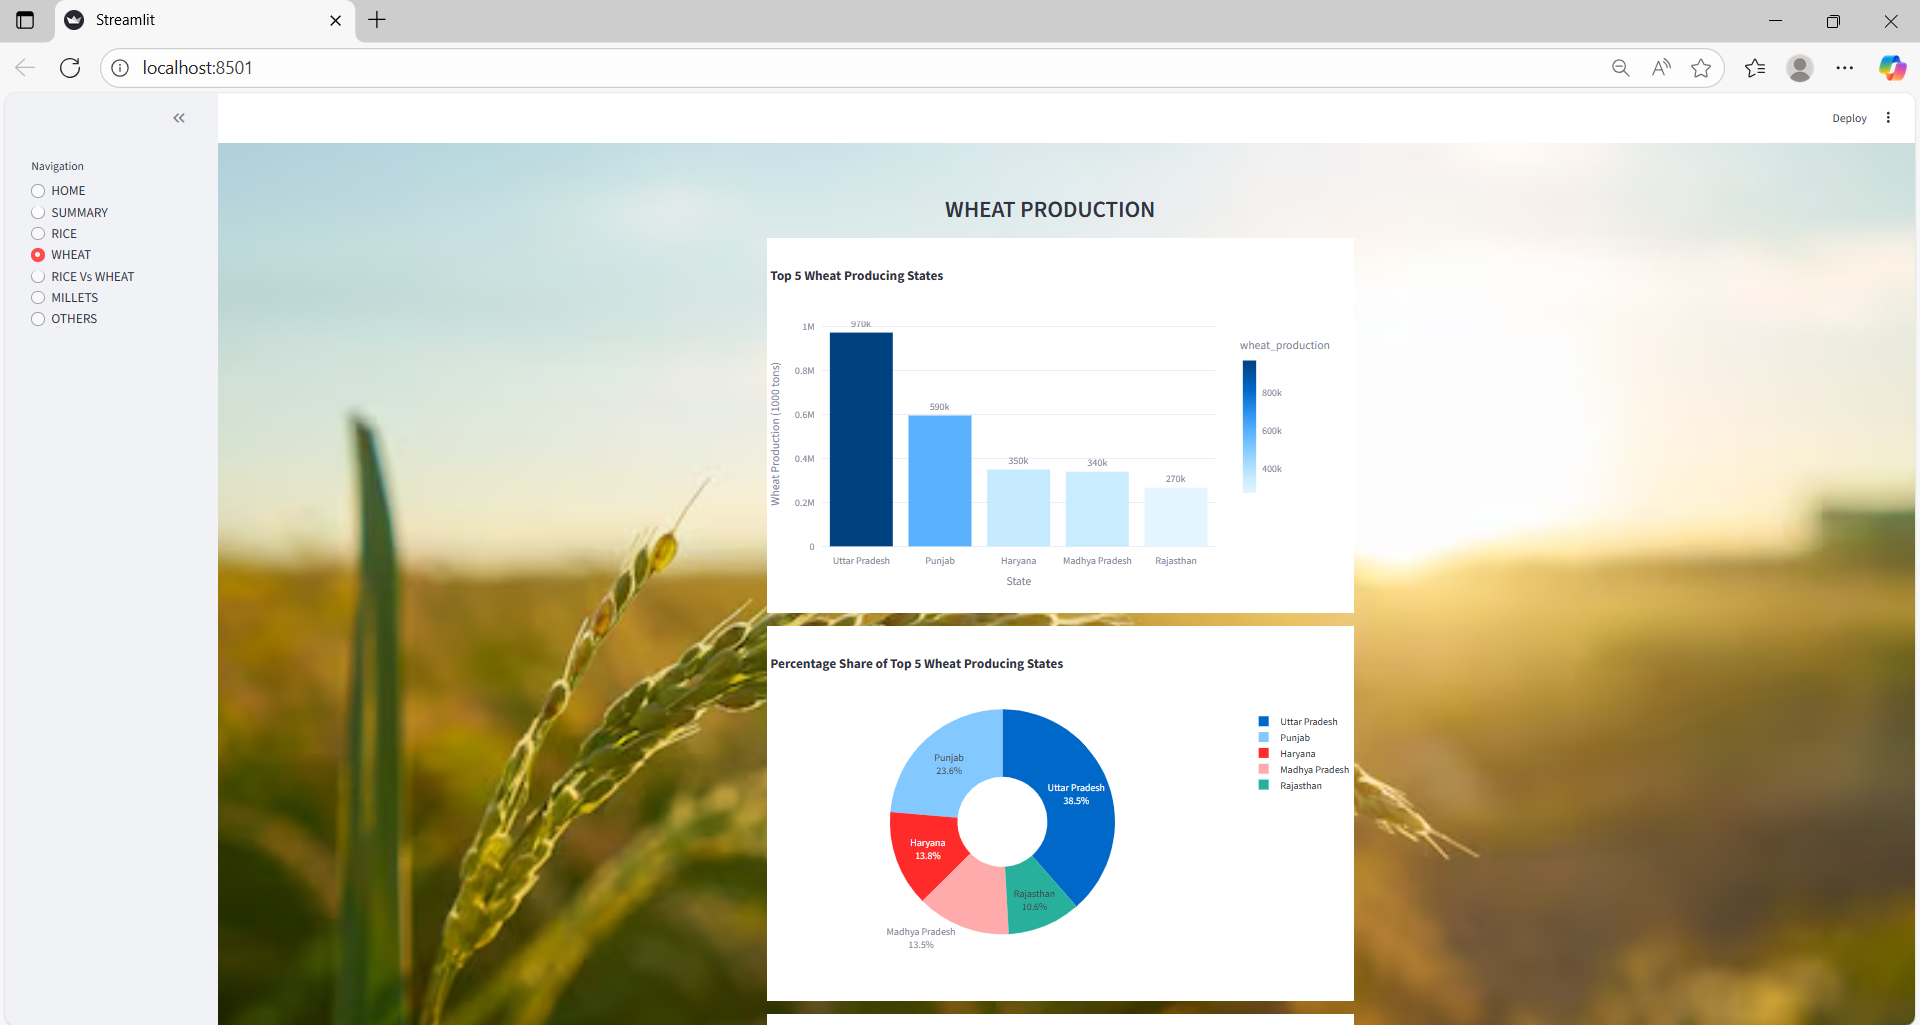 Streamlit
localhost:8501
Deploy
Navigation
HOME
SUMMARY
RICE
WHEAT
RICE Vs WHEAT
MILLETS
OTHERS
WHEAT PRODUCTION
Top 5 Wheat Producing States
Wheat Production (1000 tons)
1M
0.8M
0.6M
0.4M
0.2M
0
970k
590k
350k
340k
270k
Uttar Pradesh
Punjab
Haryana
Madhya Pradesh
Rajasthan
State
wheat_production
800k
600k
400k
Percentage Share of Top 5 Wheat Producing States
Punjab
23.6%
Uttar Pradesh
38.5%
Haryana
13.8%
Rajasthan
10.6%
Madhya Pradesh
13.5%
Uttar Pradesh
Punjab
Haryana
Madhya Pradesh
Rajasthan